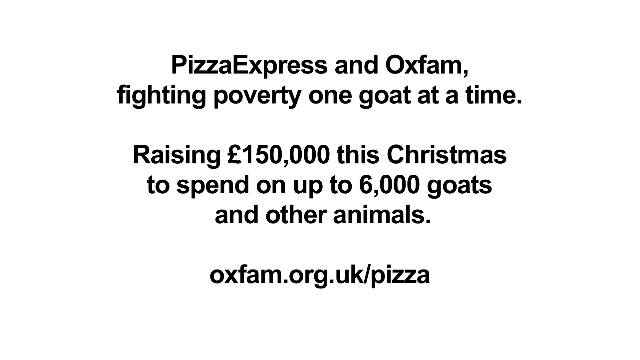 PizzaExpress and Oxfam,
fighting poverty one goat at a time.
Raising £150,000 this Christmas
to spend on up to 6,000 goats
and other animals.
oxfam.org.uk/pizza